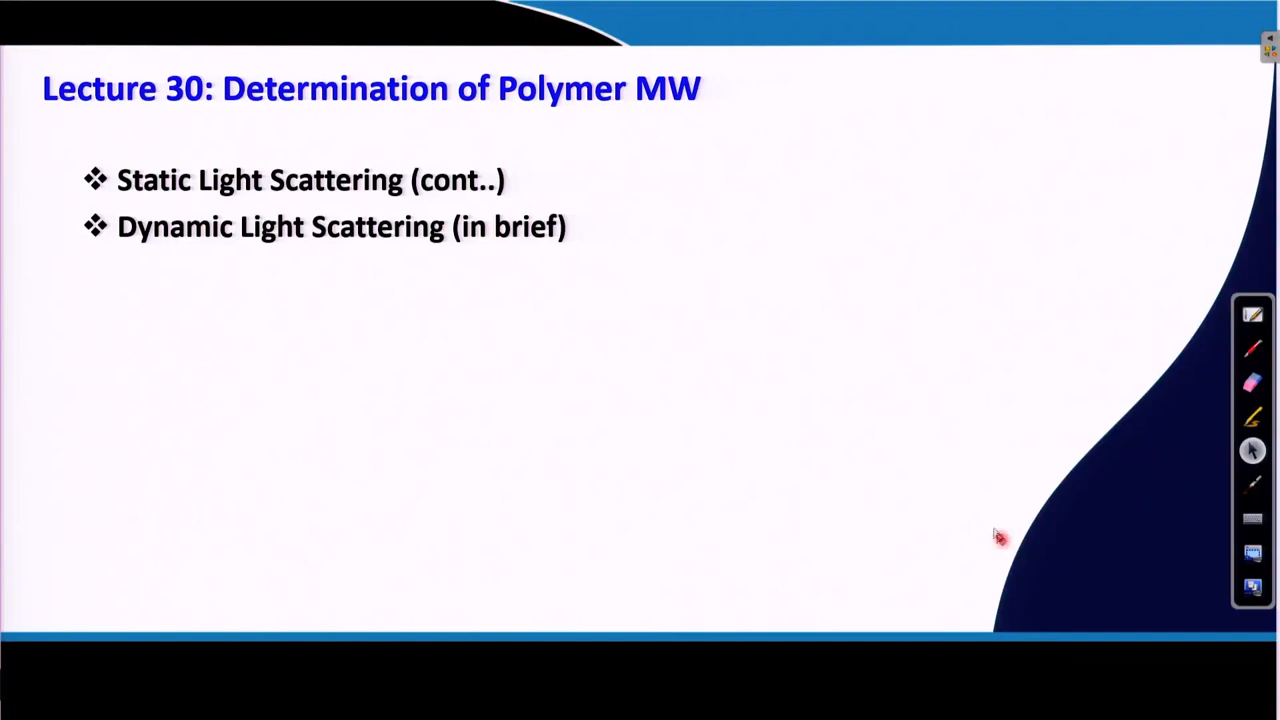 Lecture 30: Determination of Polymer MW
❖ Static Light Scattering (cont..)
❖ Dynamic Light Scattering (in brief)